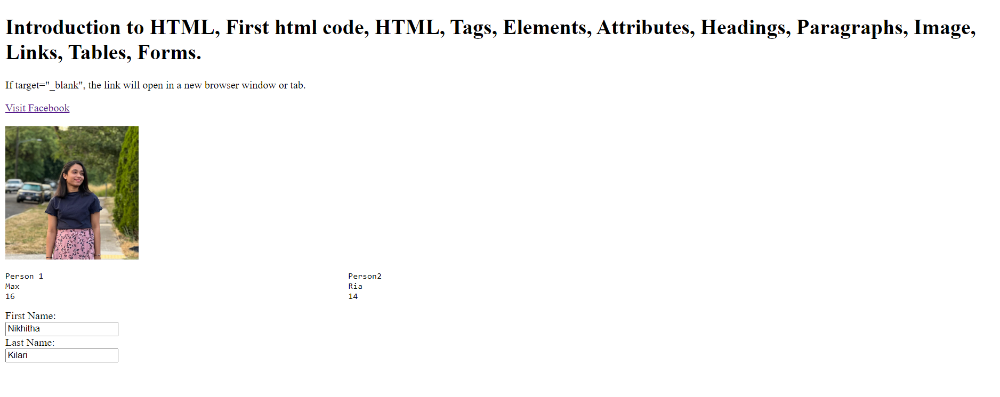 Introduction to HTML, First html code, HTML, Tags, Elements, Attributes, Headings, Paragraphs, Image,
Links, Tables, Forms.
If target="_blank", the link will open in a new browser window or tab.
Visit Facebook
Person 1 Person2
Max Ria
16 14
First Name:
Nikhitha
Last Name:
Kilari